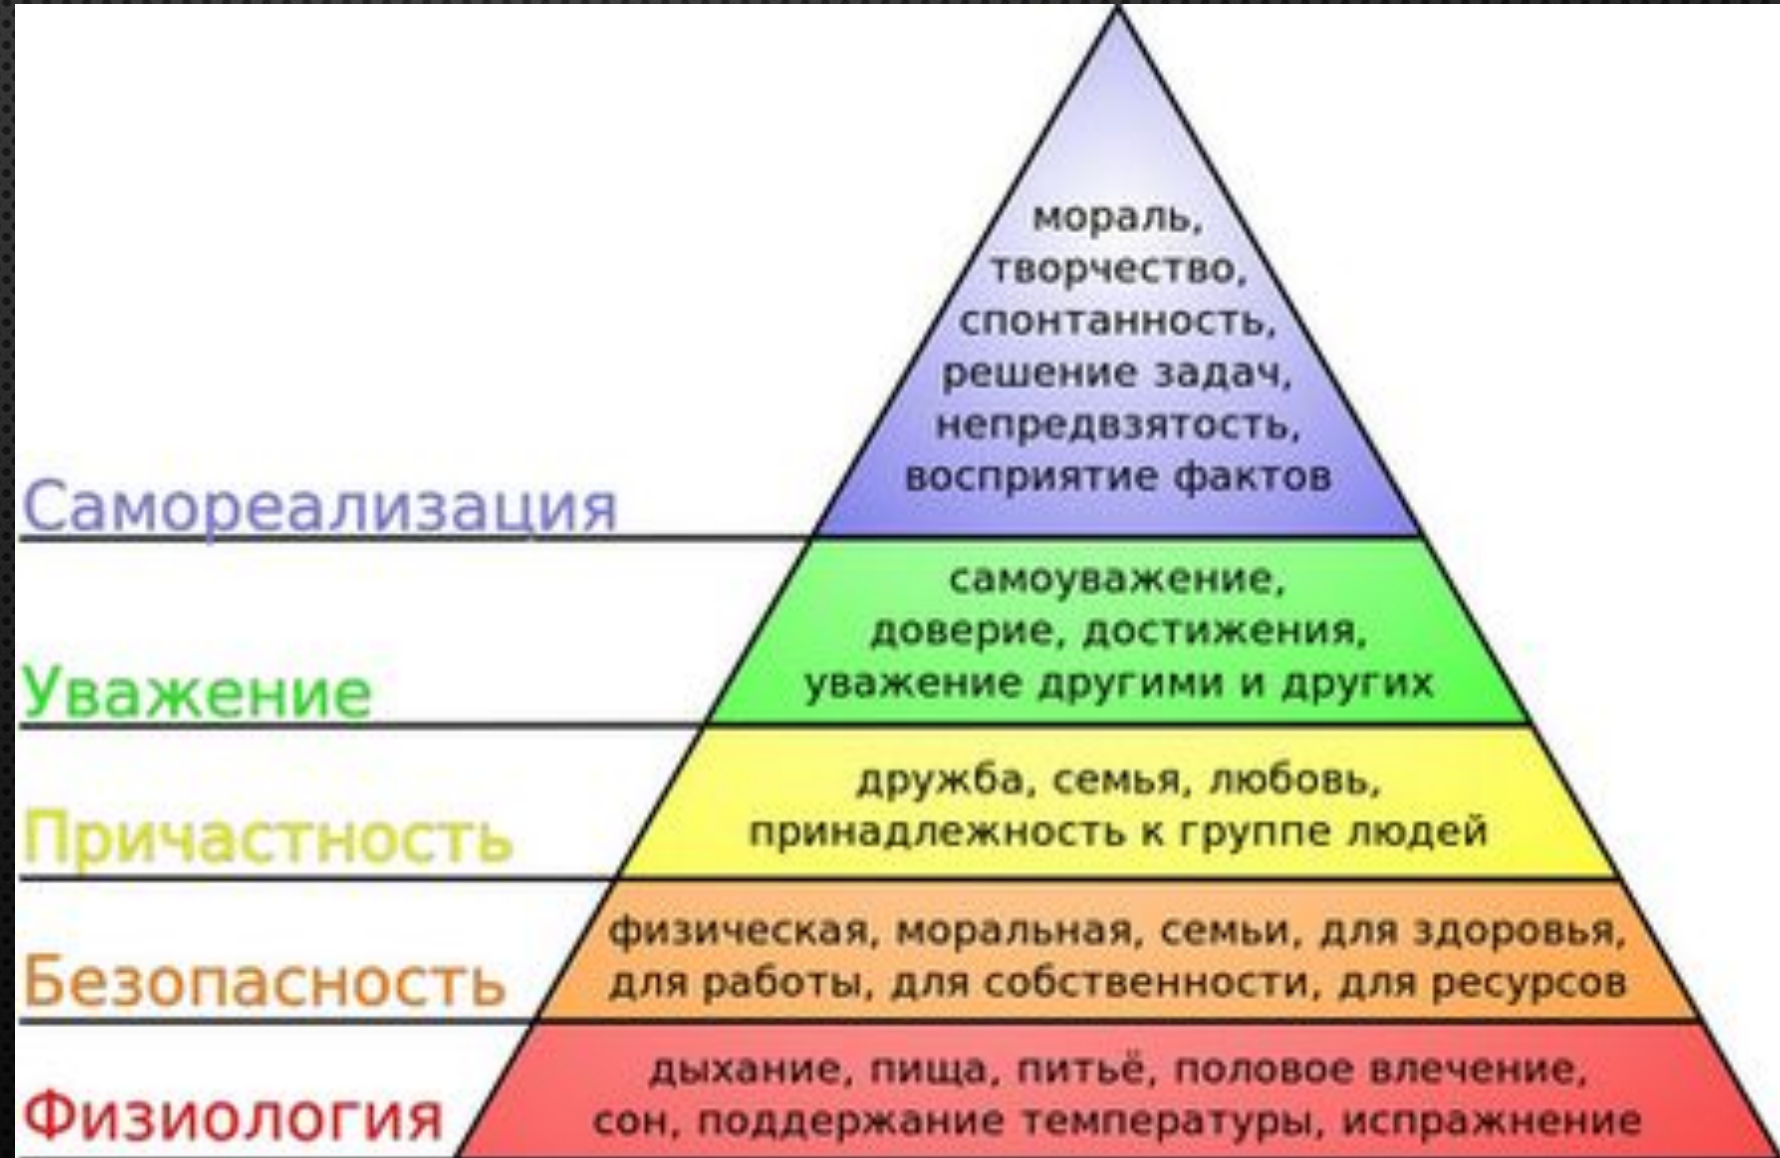 мораль,
творчество,
спонтанность,
решение задач,
непредвзятость,
восприятие фактов
Самореализация
самоуважение,
доверие, достижения,
уважение другими и других
Уважение
дружба, семья, любовь,
принадлежность к группе людей
Причастность
физическая, моральная, семьи, для здоровья,
для работы, для собственности, для ресурсов
Безопасность
дыхание, пища, питьё, половое влечение,
сон, поддержание температуры, испражнение
Физиология